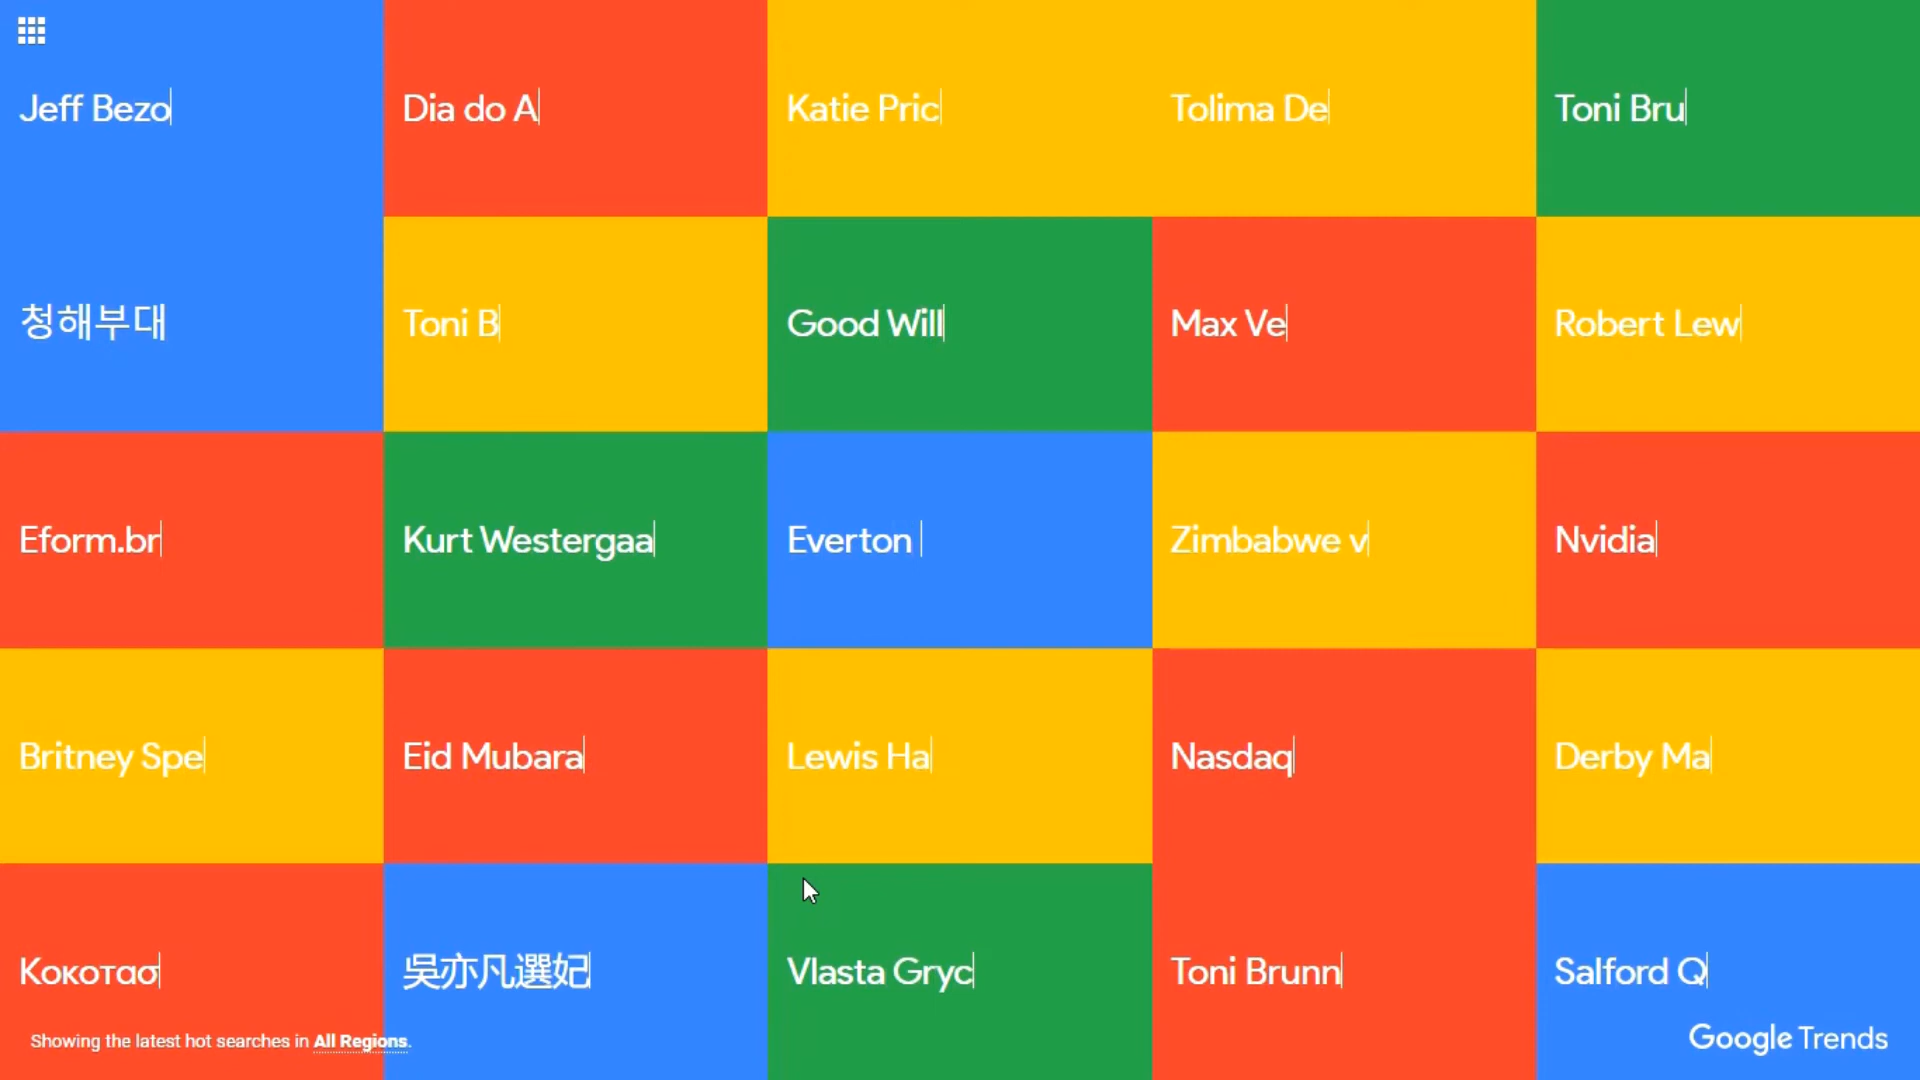 Jeff Bezo
Dia do A
Katie Pric
Tolima De
Toni Bru
청해부대
Toni B
Good Will
Max Ve
Robert Lew
Eform.br
Kurt Westergaa
Everton
Zimbabwe v
Nvidia
Britney Spe
Eid Mubara
Lewis Ha
Nasdaq
Derby Ma
Κοκοτασ
吳亦凡選妃
Vlasta Gryc
Toni Brunn
Salford Q
Showing the latest hot searches in All Regions.
Google Trends